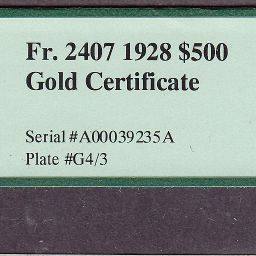 Fr. 2407 1928 $500
Gold Certificate
Serial #A00039235A
Plate #G4/3